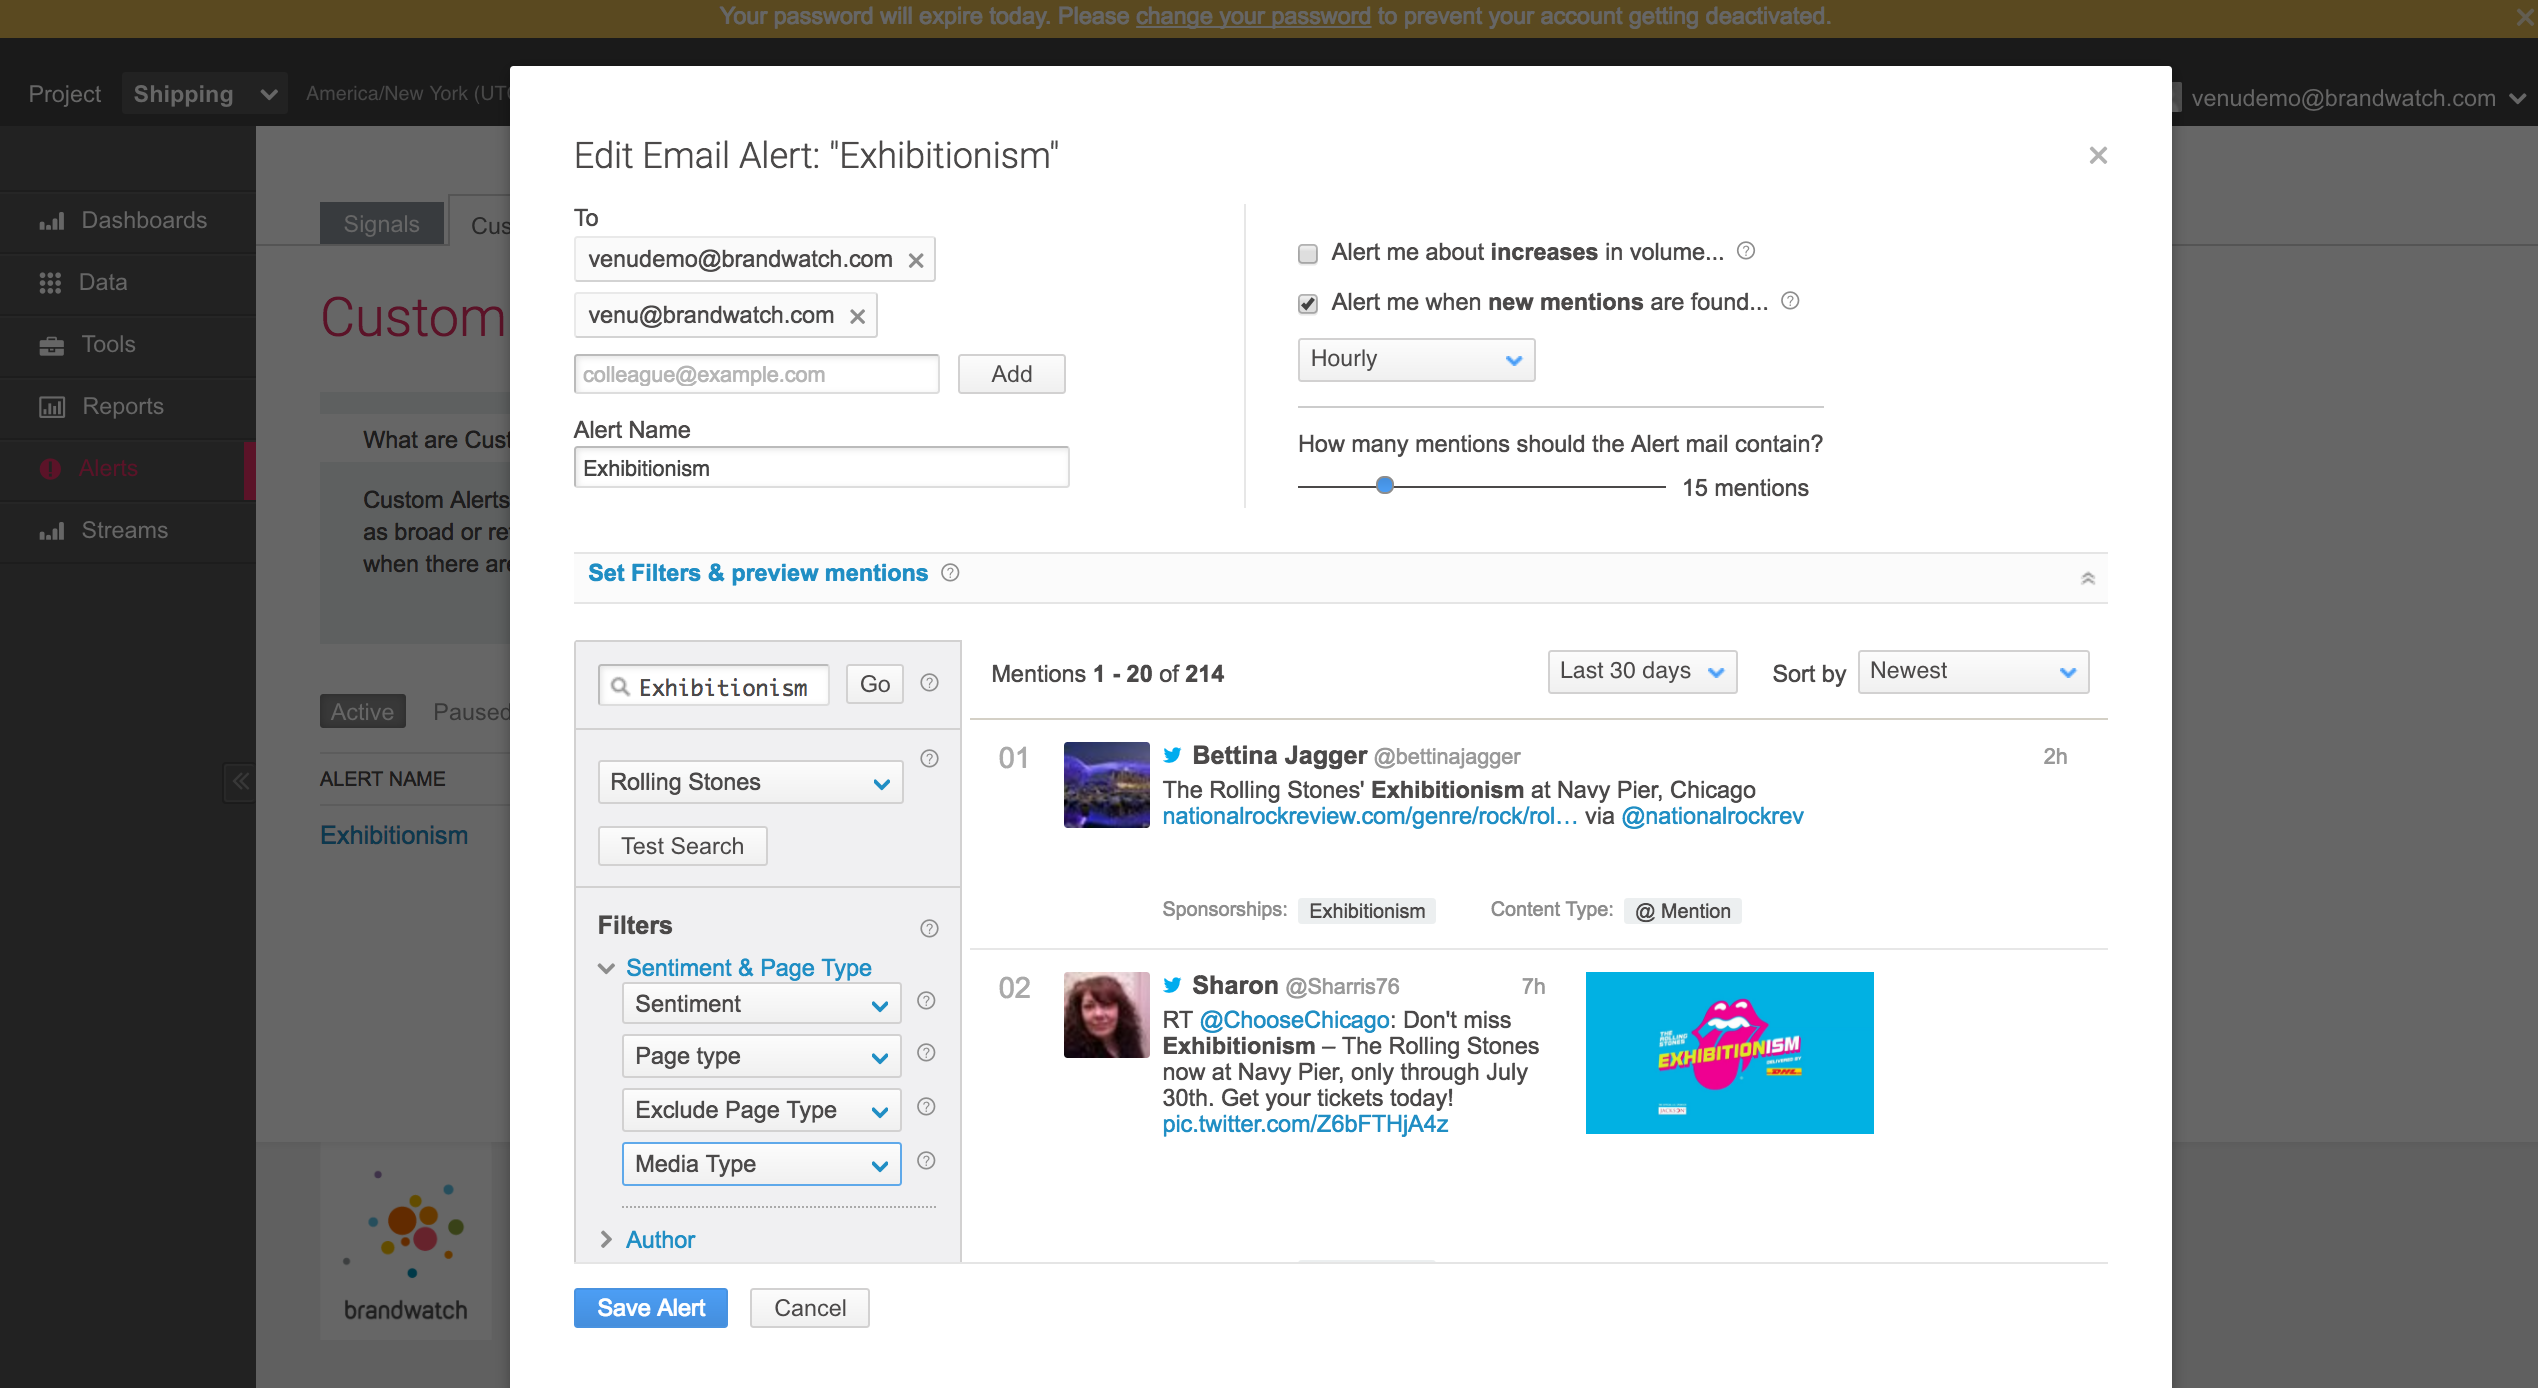 Your password will expire today. Please change your password to prevent your account getting deactivated.
Project
Shipping
America/New York (UTC
venudemo@brandwatch.com
Dashboards
Data
Tools
Reports
Alerts
Streams
Signals
Cus
Custom
What are Cust
Custom Alerts
as broad or re
when there are
Active
Paused
ALERT NAME
Exhibitionism
brandwatch
Edit Email Alert: "Exhibitionism"
To
venudemo@brandwatch.com
venu@brandwatch.com
colleague@example.com
Add
Alert Name
Exhibitionism
Alert me about increases in volume...
Alert me when new mentions are found...
Hourly
How many mentions should the Alert mail contain?
15 mentions
Set Filters & preview mentions
Exhibitionism
Go
Rolling Stones
Test Search
Filters
Sentiment & Page Type
Sentiment
Page type
Exclude Page Type
Media Type
Author
Mentions 1 - 20 of 214
Last 30 days
Sort by
Newest
01
Bettina Jagger @bettinajagger
2h
The Rolling Stones' Exhibitionism at Navy Pier, Chicago
nationalrockreview.com/genre/rock/rol… via @nationalrockrev
Sponsorships: Exhibitionism
Content Type: @ Mention
02
Sharon @Sharris76
7h
RT @ChooseChicago: Don't miss
Exhibitionism – The Rolling Stones
now at Navy Pier, only through July
30th. Get your tickets today!
pic.twitter.com/Z6bFTHjA4z
THE
ROLLING
STONES
EXHIBITIONISM
DELIVERED BY
DHL
Save Alert
Cancel